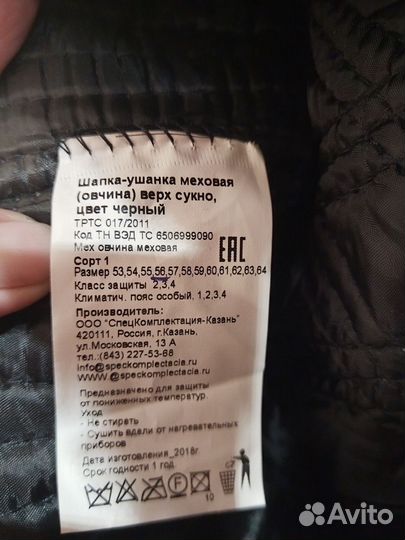 Шапка-ушанка меховая
(овчина) верх сукно,
цвет черный
ТРТС 017/2011
Код ТН ВЭД ТС 6506999090
Мех овчина меховая
EAC
Сорт 1
Размер 53,54,55,56,57,58,59,60,61,62,63,64
Класс защиты 2,3,4
Климатич. пояс особый, 1,2,3,4
Производитель:
ООО "СпецКомплектация-Казань"
420111, Россия, г.Казань,
ул.Московская, 13 А
тел.:(843) 227-53-68
info@speckomplectacia.ru
WWW.@speckomplectacia.ru
Предназначено для защиты
от пониженных температур.
Уход
- Не стирать
- Сушить вдали от нагревательных
приборов
Дата изготовления_2018г.
Срок годности 1 год.
F
10
Avito